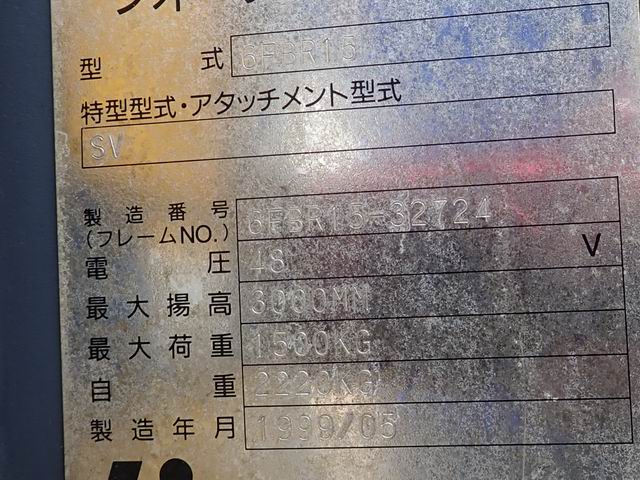 型式 6FBR15
特型型式・アタッチメント型式
SV
製造番号 6FBR15-32724
(フレームNO.)
電圧 48 V
最大揚高 3000MM
最大荷重 1500KG
自重 2220KG
製造年月 1999/05